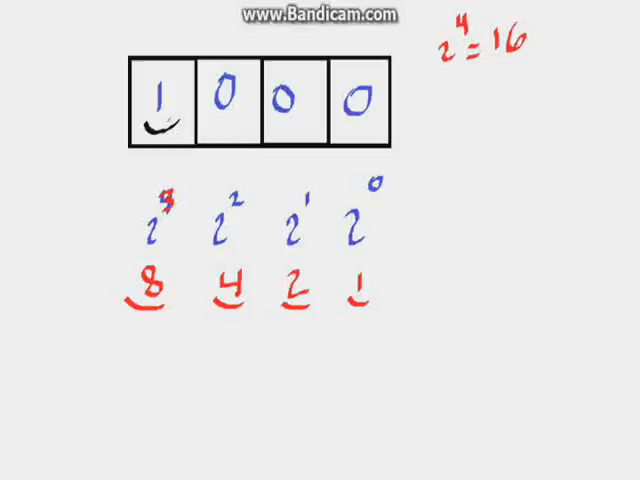 www.Bandicam.com
2⁴ = 16
1 0 0 0
2³ 2² 2¹ 2⁰
8 4 2 1